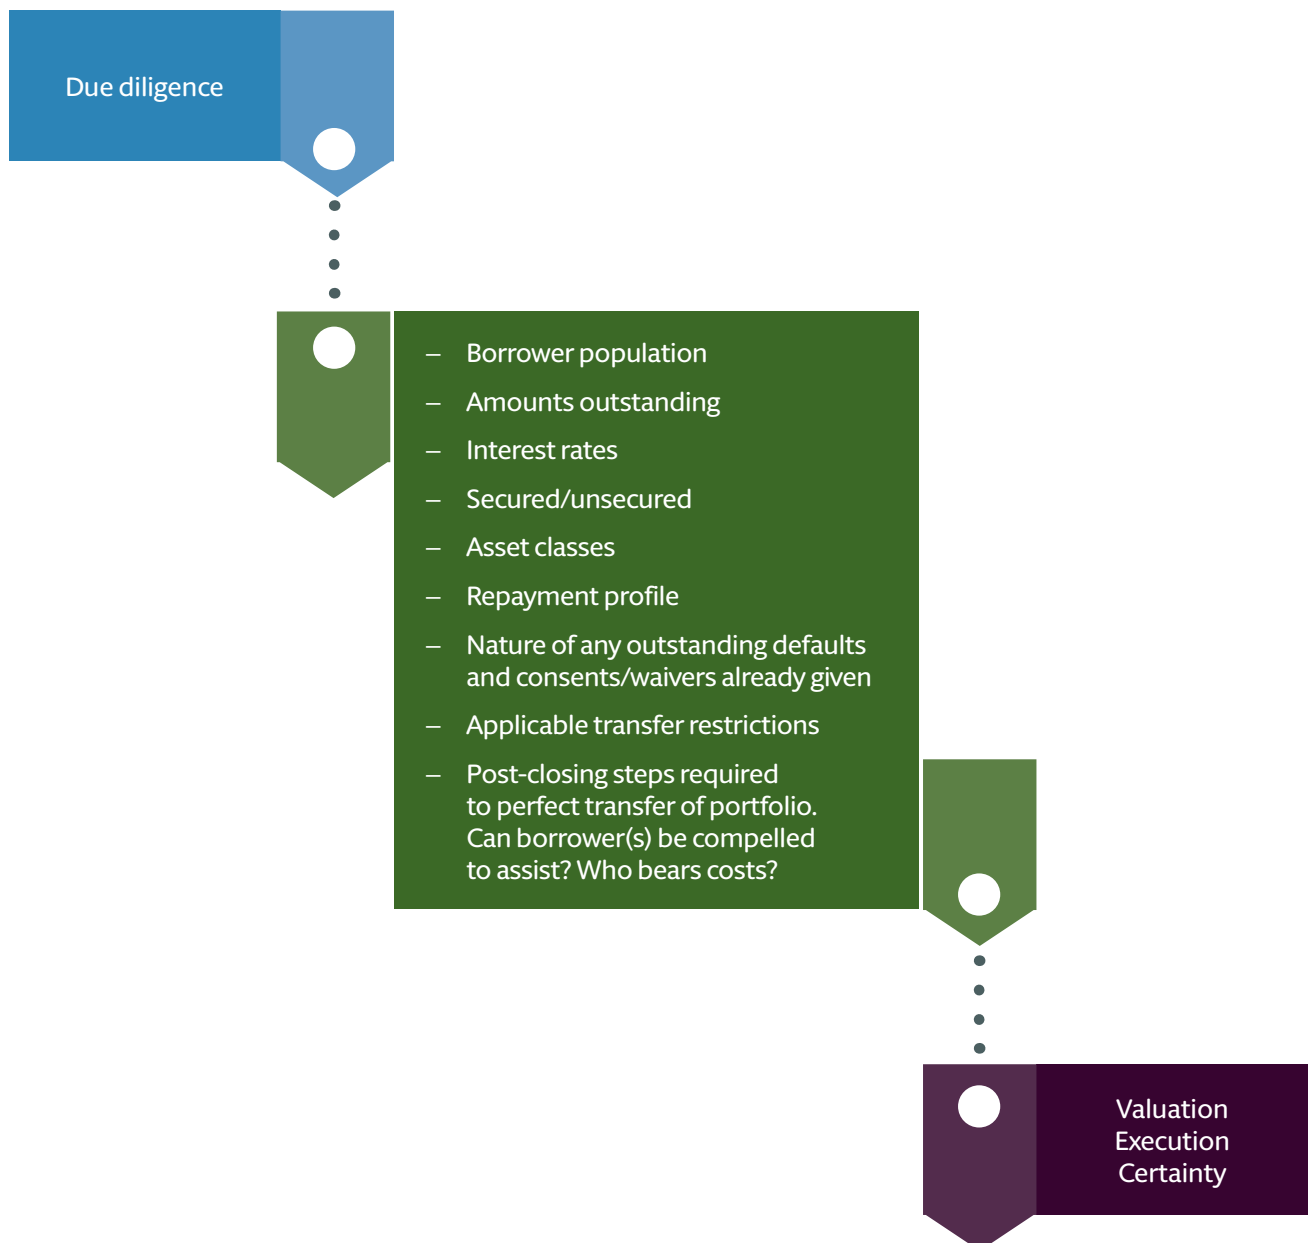 Due diligence
– Borrower population
– Amounts outstanding
– Interest rates
– Secured/unsecured
– Asset classes
– Repayment profile
– Nature of any outstanding defaults
and consents/waivers already given
– Applicable transfer restrictions
– Post-closing steps required
to perfect transfer of portfolio.
Can borrower(s) be compelled
to assist? Who bears costs?
Valuation
Execution
Certainty